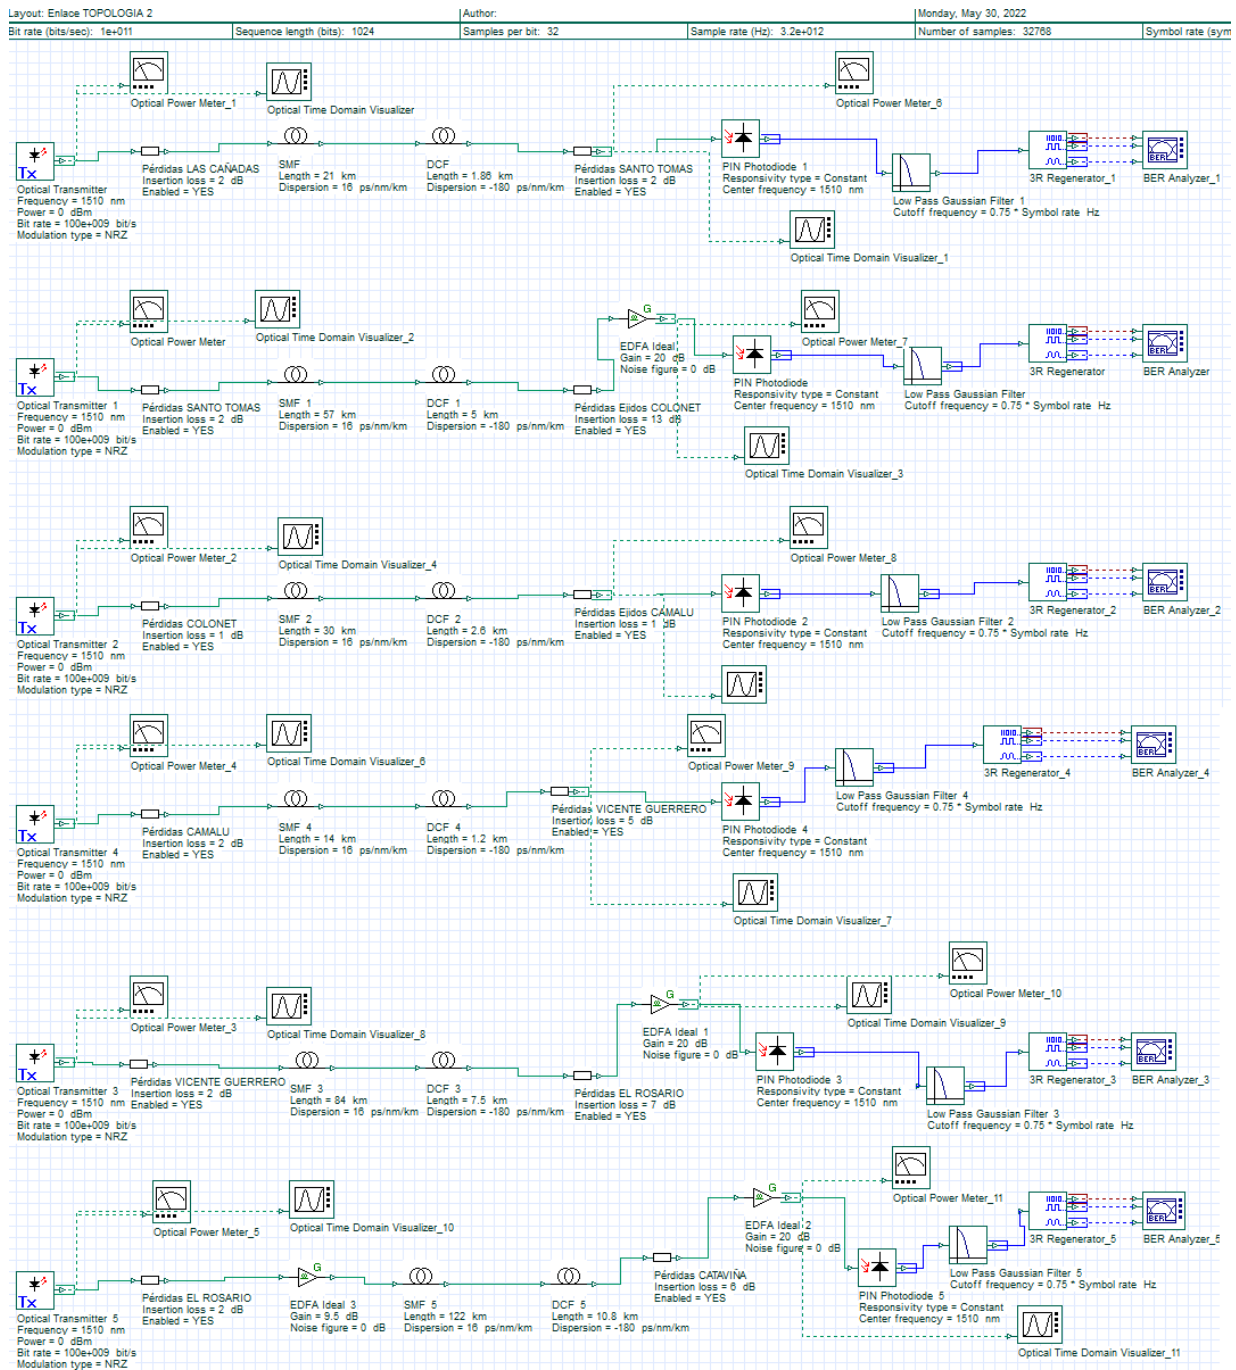 Layout: Enlace TOPOLOGIA 2
Author:
Monday, May 30, 2022
Bit rate (bits/sec): 1e+011
Sequence length (bits): 1024
Samples per bit: 32
Sample rate (Hz): 3.2e+012
Number of samples: 32768
Symbol rate (sym
Optical Power Meter_1
Optical Time Domain Visualizer
Optical Power Meter_6
Tx
Optical Transmitter
Frequency = 1510 nm
Power = 0 dBm
Bit rate = 100e+009 bit/s
Modulation type = NRZ
Pérdidas LAS CAÑADAS
Insertion loss = 2 dB
Enabled = YES
SMF
Length = 21 km
Dispersion = 16 ps/nm/km
DCF
Length = 1.86 km
Dispersion = -180 ps/nm/km
Pérdidas SANTO TOMAS
Insertion loss = 2 dB
Enabled = YES
PIN Photodiode 1
Responsivity type = Constant
Center frequency = 1510 nm
Low Pass Gaussian Filter 1
Cutoff frequency = 0.75 * Symbol rate Hz
3R Regenerator_1
BER
BER Analyzer_1
Optical Time Domain Visualizer_1
Optical Power Meter
Optical Time Domain Visualizer_2
G
EDFA Ideal
Gain = 20 dB
Noise figure = 0 dB
Optical Power Meter_7
Tx
Optical Transmitter 1
Frequency = 1510 nm
Power = 0 dBm
Bit rate = 100e+009 bit/s
Modulation type = NRZ
Pérdidas SANTO TOMAS
Insertion loss = 2 dB
Enabled = YES
SMF 1
Length = 57 km
Dispersion = 16 ps/nm/km
DCF 1
Length = 5 km
Dispersion = -180 ps/nm/km
Pérdidas Ejidos COLONET
Insertion loss = 13 dB
Enabled = YES
PIN Photodiode
Responsivity type = Constant
Center frequency = 1510 nm
Low Pass Gaussian Filter
Cutoff frequency = 0.75 * Symbol rate Hz
3R Regenerator
BER
BER Analyzer
Optical Time Domain Visualizer_3
Optical Power Meter_2
Optical Time Domain Visualizer_4
Optical Power Meter_8
Tx
Optical Transmitter 2
Frequency = 1510 nm
Power = 0 dBm
Bit rate = 100e+009 bit/s
Modulation type = NRZ
Pérdidas COLONET
Insertion loss = 1 dB
Enabled = YES
SMF 2
Length = 30 km
Dispersion = 16 ps/nm/km
DCF 2
Length = 2.6 km
Dispersion = -180 ps/nm/km
Pérdidas Ejidos CAMALU
Insertion loss = 1 dB
Enabled = YES
PIN Photodiode 2
Responsivity type = Constant
Center frequency = 1510 nm
Low Pass Gaussian Filter 2
Cutoff frequency = 0.75 * Symbol rate Hz
3R Regenerator_2
BER
BER Analyzer_2
Optical Power Meter_4
Optical Time Domain Visualizer_6
Optical Power Meter_9
Tx
Optical Transmitter 4
Frequency = 1510 nm
Power = 0 dBm
Bit rate = 100e+009 bit/s
Modulation type = NRZ
Pérdidas CAMALU
Insertion loss = 2 dB
Enabled = YES
SMF 4
Length = 14 km
Dispersion = 16 ps/nm/km
DCF 4
Length = 1.2 km
Dispersion = -180 ps/nm/km
Pérdidas VICENTE GUERRERO
Insertion loss = 5 dB
Enabled = YES
PIN Photodiode 4
Responsivity type = Constant
Center frequency = 1510 nm
Low Pass Gaussian Filter 4
Cutoff frequency = 0.75 * Symbol rate Hz
3R Regenerator_4
BER
BER Analyzer_4
Optical Time Domain Visualizer_7
Optical Power Meter_3
Optical Time Domain Visualizer_8
G
EDFA Ideal 1
Gain = 20 dB
Noise figure = 0 dB
Optical Power Meter_10
Optical Time Domain Visualizer_9
Tx
Optical Transmitter 3
Frequency = 1510 nm
Power = 0 dBm
Bit rate = 100e+009 bit/s
Modulation type = NRZ
Pérdidas VICENTE GUERRERO
Insertion loss = 2 dB
Enabled = YES
SMF 3
Length = 84 km
Dispersion = 16 ps/nm/km
DCF 3
Length = 7.5 km
Dispersion = -180 ps/nm/km
Pérdidas EL ROSARIO
Insertion loss = 7 dB
Enabled = YES
PIN Photodiode 3
Responsivity type = Constant
Center frequency = 1510 nm
Low Pass Gaussian Filter 3
Cutoff frequency = 0.75 * Symbol rate Hz
3R Regenerator_3
BER
BER Analyzer_3
Optical Power Meter_5
Optical Time Domain Visualizer_10
G
EDFA Ideal 2
Gain = 20 dB
Noise figure = 0 dB
Optical Power Meter_11
Tx
Optical Transmitter 5
Frequency = 1510 nm
Power = 0 dBm
Bit rate = 100e+009 bit/s
Modulation type = NRZ
Pérdidas EL ROSARIO
Insertion loss = 2 dB
Enabled = YES
G
EDFA Ideal 3
Gain = 9.5 dB
Noise figure = 0 dB
SMF 5
Length = 122 km
Dispersion = 16 ps/nm/km
DCF 5
Length = 10.8 km
Dispersion = -180 ps/nm/km
Pérdidas CATAVIÑA
Insertion loss = 6 dB
Enabled = YES
PIN Photodiode 5
Responsivity type = Constant
Center frequency = 1510 nm
Low Pass Gaussian Filter 5
Cutoff frequency = 0.75 * Symbol rate Hz
3R Regenerator_5
BER
BER Analyzer_5
Optical Time Domain Visualizer_11